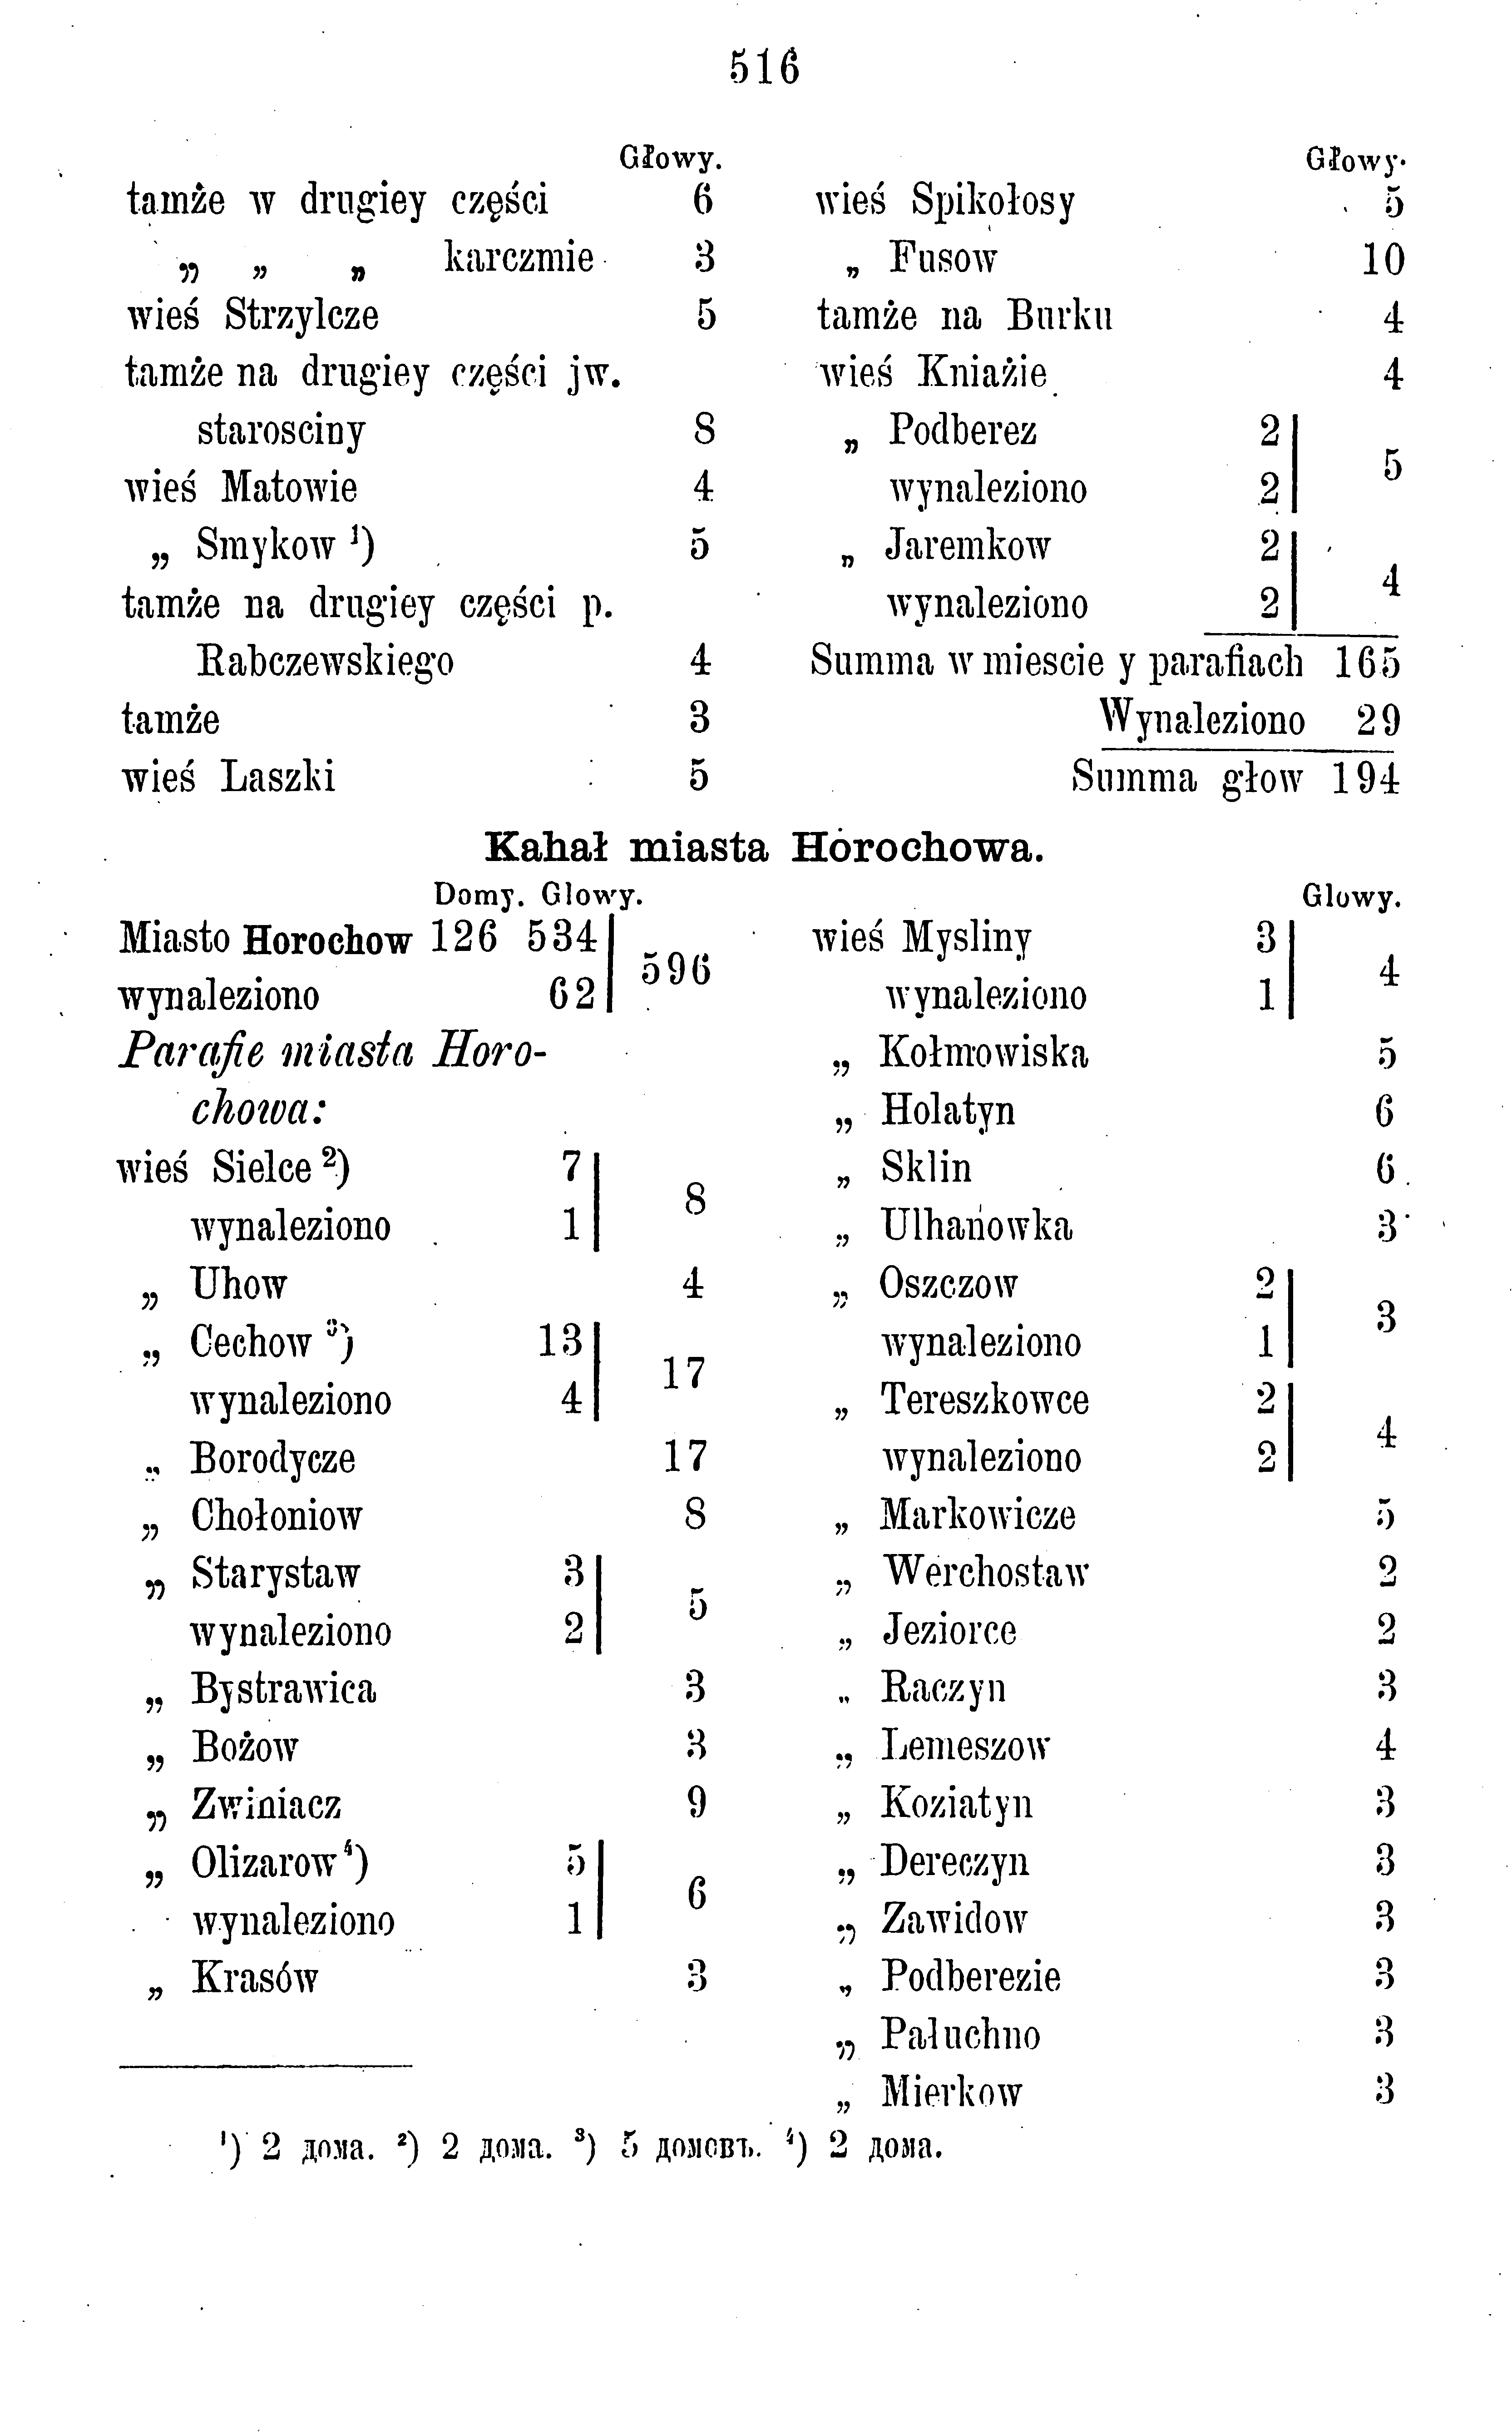 516
Głowy.
tamże w drugiey części 6
„ „ „ karczmie 3
wieś Strzylcze 5
tamże na drugiey części jw.
starosciny 8
wieś Matowie 4
„ Smykow ¹) 5
tamże na drugiey części p.
Rabczewskiego 4
tamże 3
wieś Laszki 5
Głowy.
wieś Spikołosy 5
„ Fusow 10
tamże na Burku 4
wieś Kniażie 4
„ Podberez 2
wynaleziono 2
5
„ Jaremkow 2
wynaleziono 2
4
Summa w miescie y parafiach 165
Wynaleziono 29
Summa głow 194
Kahał miasta Horochowa.
Domy. Glowy.
Miasto Horochow 126 534
wynaleziono 62
596
Parafie miasta Horo-
chowa:
wieś Sielce ²) 7
wynaleziono 1
8
„ Uhow 4
„ Cechow ³) 13
wynaleziono 4
17
„ Borodycze 17
„ Chołoniow 8
„ Starystaw 3
wynaleziono 2
5
„ Bystrawica 3
„ Bożow 3
„ Zwiniacz 9
„ Olizarow ⁴) 5
wynaleziono 1
6
„ Krasów 3
Glowy.
wieś Mysliny 3
wynaleziono 1
4
„ Kołmowiska 5
„ Holatyn 6
„ Sklin 6
„ Ulhanowka 3
„ Oszczow 2
wynaleziono 1
3
„ Tereszkowce 2
wynaleziono 2
4
„ Markowicze 5
„ Werchostaw 2
„ Jeziorce 2
„ Raczyn 3
„ Lemeszow 4
„ Koziatyn 3
„ Dereczyn 3
„ Zawidow 3
„ Podberezie 3
„ Pałuchno 3
„ Mierkow 3
¹) 2 дома. ²) 2 дома. ³) 5 домовъ. ⁴) 2 дома.